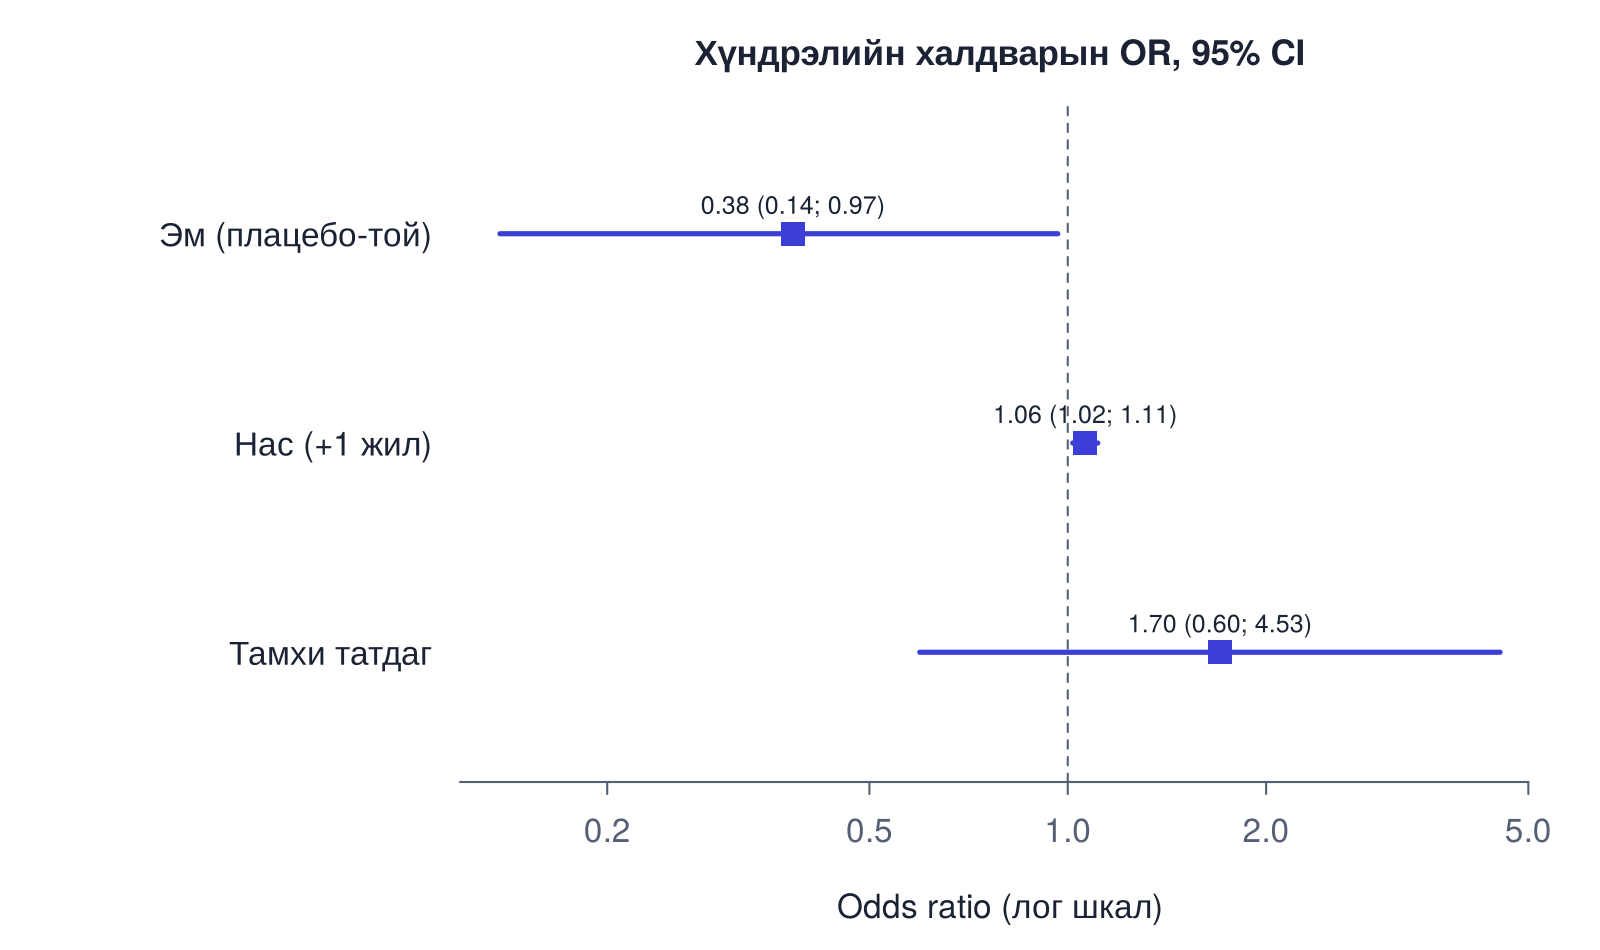 Хүндрэлийн халдварын OR, 95% CI
0.38 (0.14; 0.97)
Эм (плацебо-той)
1.06 (1.02; 1.11)
Нас (+1 жил)
1.70 (0.60; 4.53)
Тамхи татдаг
0.2 0.5 1.0 2.0 5.0
Odds ratio (лог шкал)